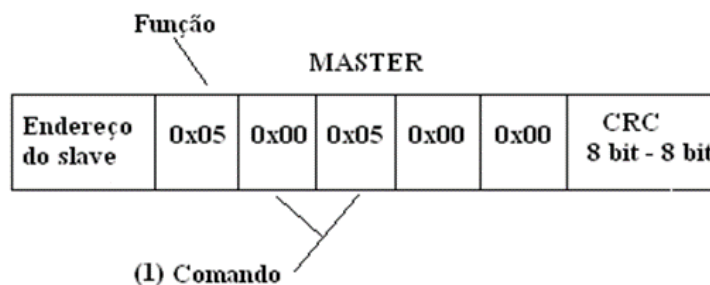 Função
MASTER
Endereço do slave
0x05
0x00
0x05
0x00
0x00
CRC
8 bit - 8 bit
(1) Comando